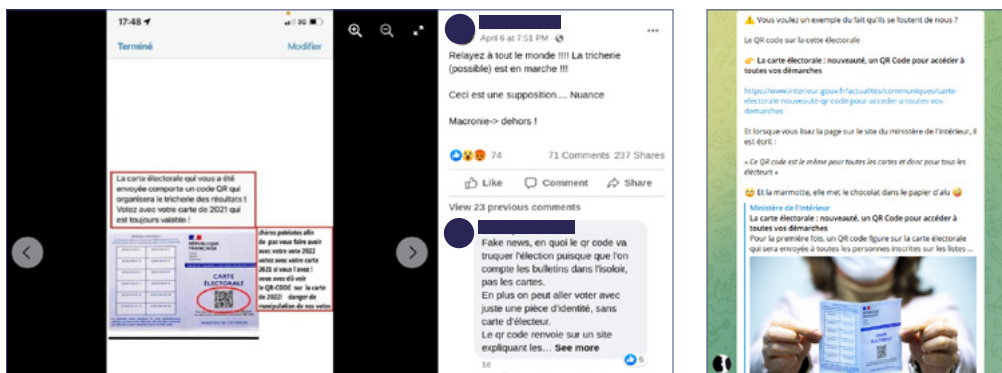 17:48
3G
Terminé
Modifier
La carte électorale qui vous a été
envoyée comporte un code QR qui
organisera le tricherie des résultats !
Votez avec votre carte de 2021 qui
est toujours valable !
chères patriotes afin
de pas vous faire avoir
avec votre vote 2022
votez avec votre carte
2021 si vous l avez !
vous avez dû voir
le QR-CODE sur la carte
de 2022! danger de
manipulation de nos votes
RÉPUBLIQUE
FRANÇAISE
CARTE
ÉLECTORALE
MINISTÈRE DE L'INTÉRIEUR
April 6 at 7:51 PM
Relayez à tout le monde !!!! La tricherie
(possible) est en marche !!!
Ceci est une supposition.... Nuance
Macronie-> dehors !
74
71 Comments 237 Shares
Like
Comment
Share
View 23 previous comments
Fake news, en quoi le qr code va
truquer l'élection puisque que l'on
compte les bulletins dans l'isoloir,
pas les cartes.
En plus on peut aller voter avec
juste une pièce d'identité, sans
carte d'électeur.
Le qr code renvoie sur un site
expliquant les... See more
6
1d
Vous voulez un exemple du fait qu'ils se foutent de nous ?
Le QR code sur la cette électorale
La carte électorale : nouveauté, un QR Code pour accéder à
toutes vos démarches
https://www.interieur.gouv.fr/actualites/communiques/carte-
electorale-nouveaute-qr-code-pour-acceder-a-toutes-vos-
demarches
Et lorsque vous lisez la page sur le site du ministère de l'intérieur, il
est écrit :
« Ce QR code est le même pour toutes les cartes et donc pour tous les
électeurs »
Et la marmotte, elle met le chocolat dans le papier d'alu
Ministère de l'Intérieur
La carte électorale : nouveauté, un QR Code pour accéder à
toutes vos démarches
Pour la première fois, un QR code figure sur la carte électorale
qui sera envoyée à toutes les personnes inscrites sur les listes ...
CARTE
ÉLECTORALE